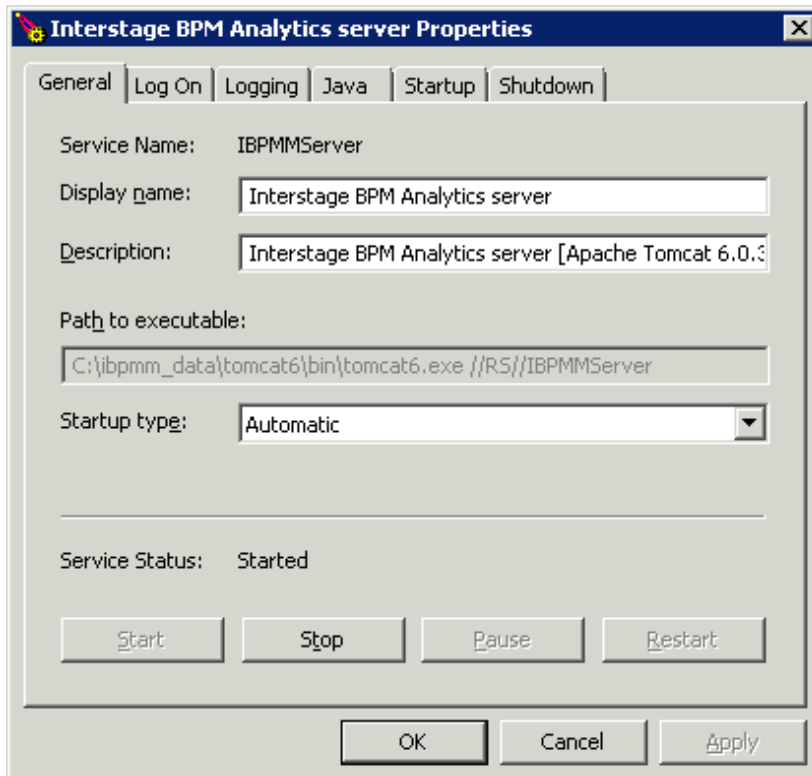 Interstage BPM Analytics server Properties
General Log On Logging Java Startup Shutdown
Service Name: IBPMMServer
Display name: Interstage BPM Analytics server
Description: Interstage BPM Analytics server [Apache Tomcat 6.0.3
Path to executable:
C:\ibpmm_data\tomcat6\bin\tomcat6.exe //RS//IBPMMServer
Startup type: Automatic
Service Status: Started
Start Stop Pause Restart
OK Cancel Apply